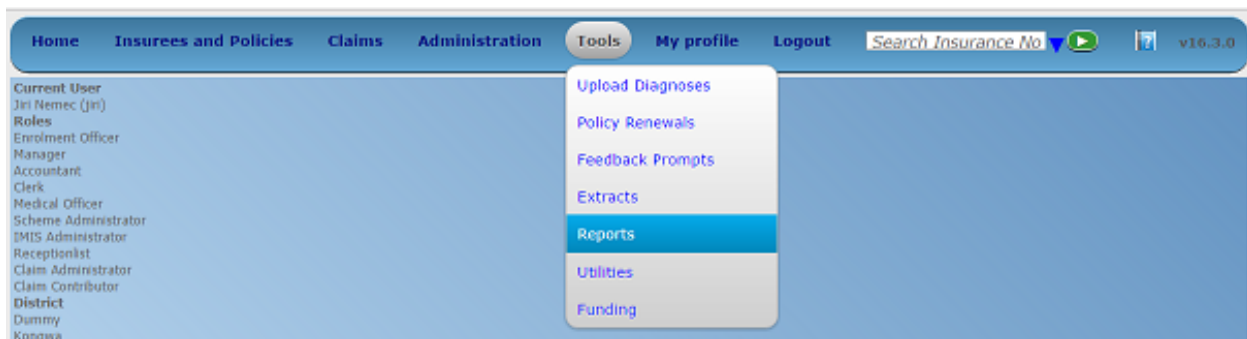 Home Insurees and Policies Claims Administration Tools My profile Logout Search Insurance No v16.3.0
Current User
Jiri Nemec (jiri)
Roles
Enrolment Officer
Manager
Accountant
Clerk
Medical Officer
Scheme Administrator
IMIS Administrator
Receptionlist
Claim Administrator
Claim Contributor
District
Dummy
Kongwa
Upload Diagnoses
Policy Renewals
Feedback Prompts
Extracts
Reports
Utilities
Funding